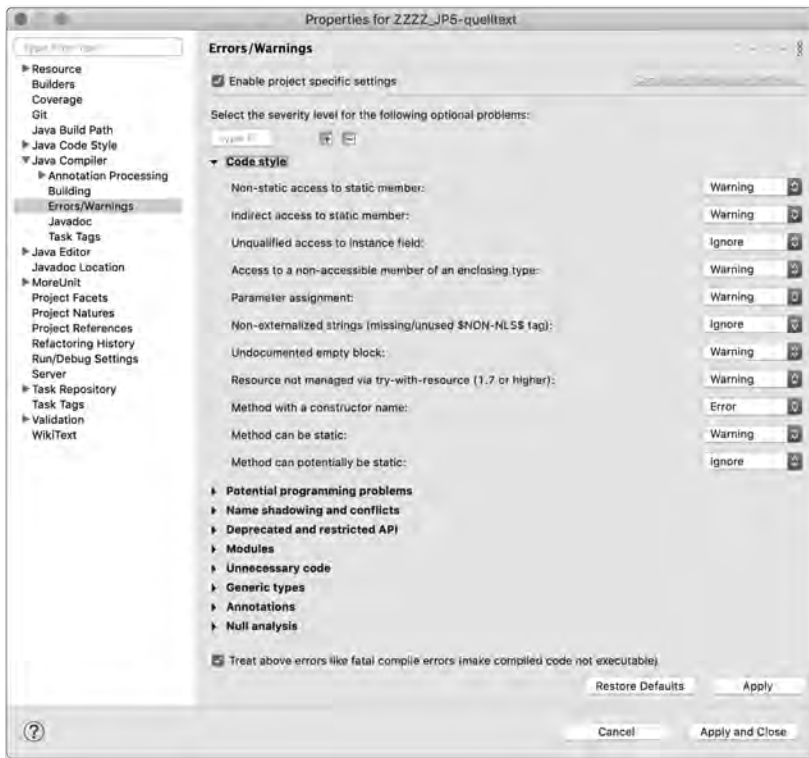 Properties for ZZZZ_JP5-quelltext
Errors/Warnings
Resource
Builders
Coverage
Git
Java Build Path
Java Code Style
Java Compiler
Annotation Processing
Building
Errors/Warnings
Javadoc
Task Tags
Java Editor
Javadoc Location
MoreUnit
Project Facets
Project Natures
Project References
Refactoring History
Run/Debug Settings
Server
Task Repository
Task Tags
Validation
WikiText
Enable project specific settings
Select the severity level for the following optional problems:
Code style
Non-static access to static member: Warning
Indirect access to static member: Warning
Unqualified access to instance field: Ignore
Access to a non-accessible member of an enclosing type: Warning
Parameter assignment: Warning
Non-externalized strings (missing/unused $NON-NLS$ tag): Ignore
Undocumented empty block: Warning
Resource not managed via try-with-resource (1.7 or higher): Warning
Method with a constructor name: Error
Method can be static: Warning
Method can potentially be static: Ignore
Potential programming problems
Name shadowing and conflicts
Deprecated and restricted API
Modules
Unnecessary code
Generic types
Annotations
Null analysis
Treat above errors like fatal compile errors (make compiled code not executable)
Restore Defaults Apply
? Cancel Apply and Close